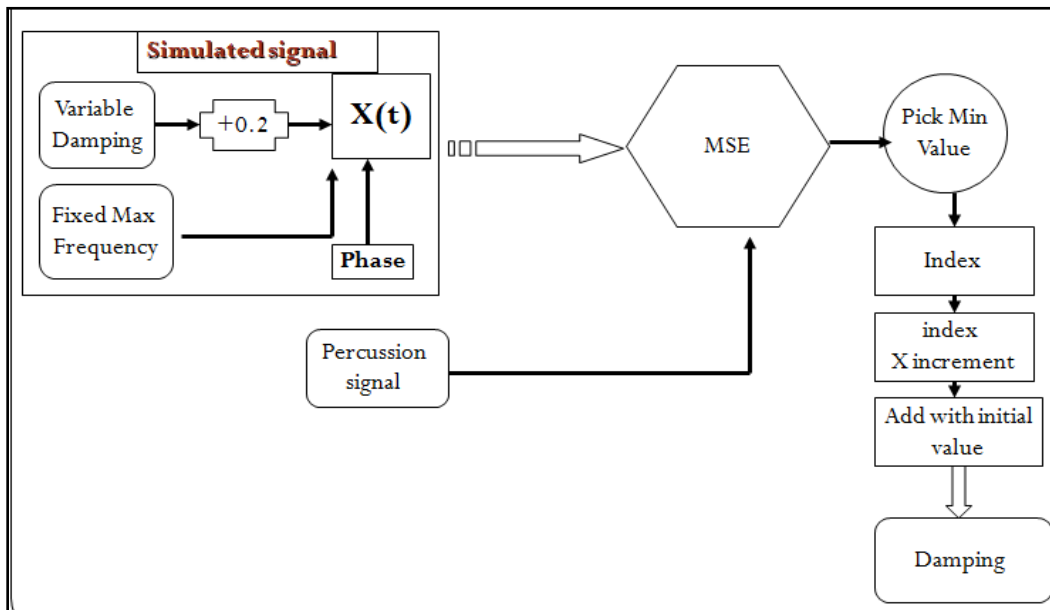 Simulated signal
Variable
Damping
+0.2
X(t)
Fixed Max
Frequency
Phase
Percussion
signal
MSE
Pick Min
Value
Index
index
X increment
Add with initial
value
Damping